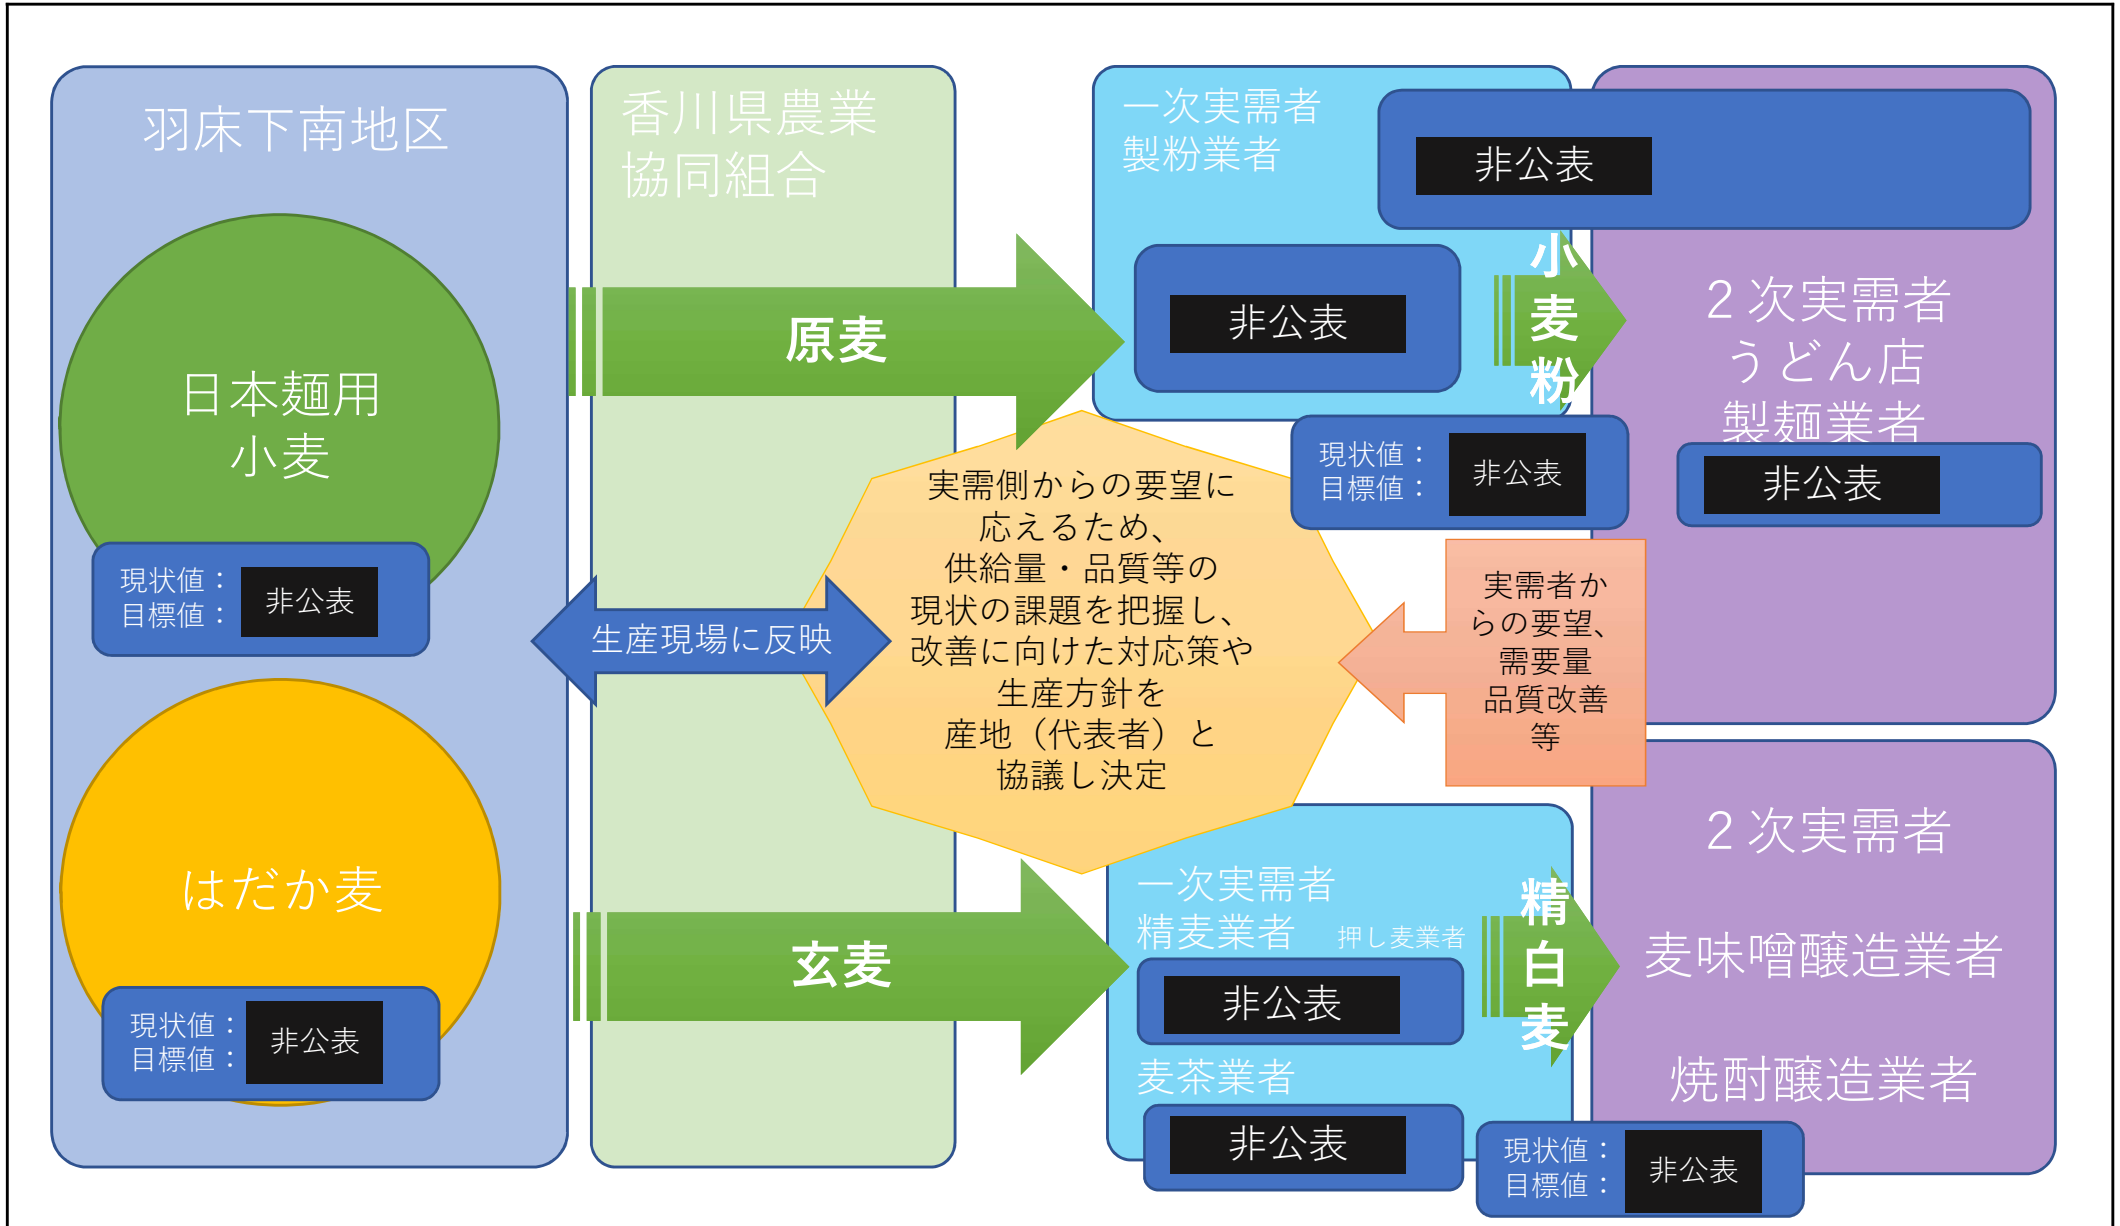 羽床下南地区
日本麺用
小麦
現状値：
目標値：
非公表
はだか麦
現状値：
目標値：
非公表
香川県農業
協同組合
原麦
生産現場に反映
玄麦
実需側からの要望に
応えるため、
供給量・品質等の
現状の課題を把握し、
改善に向けた対応策や
生産方針を
産地（代表者）と
協議し決定
一次実需者
製粉業者
非公表
非公表
小
麦
粉
現状値：
目標値：
非公表
２次実需者
うどん店
製麺業者
非公表
実需者か
らの要望、
需要量
品質改善
等
一次実需者
精麦業者　押し麦業者
非公表
麦茶業者
非公表
精
白
麦
２次実需者
麦味噌醸造業者
焼酎醸造業者
現状値：
目標値：
非公表